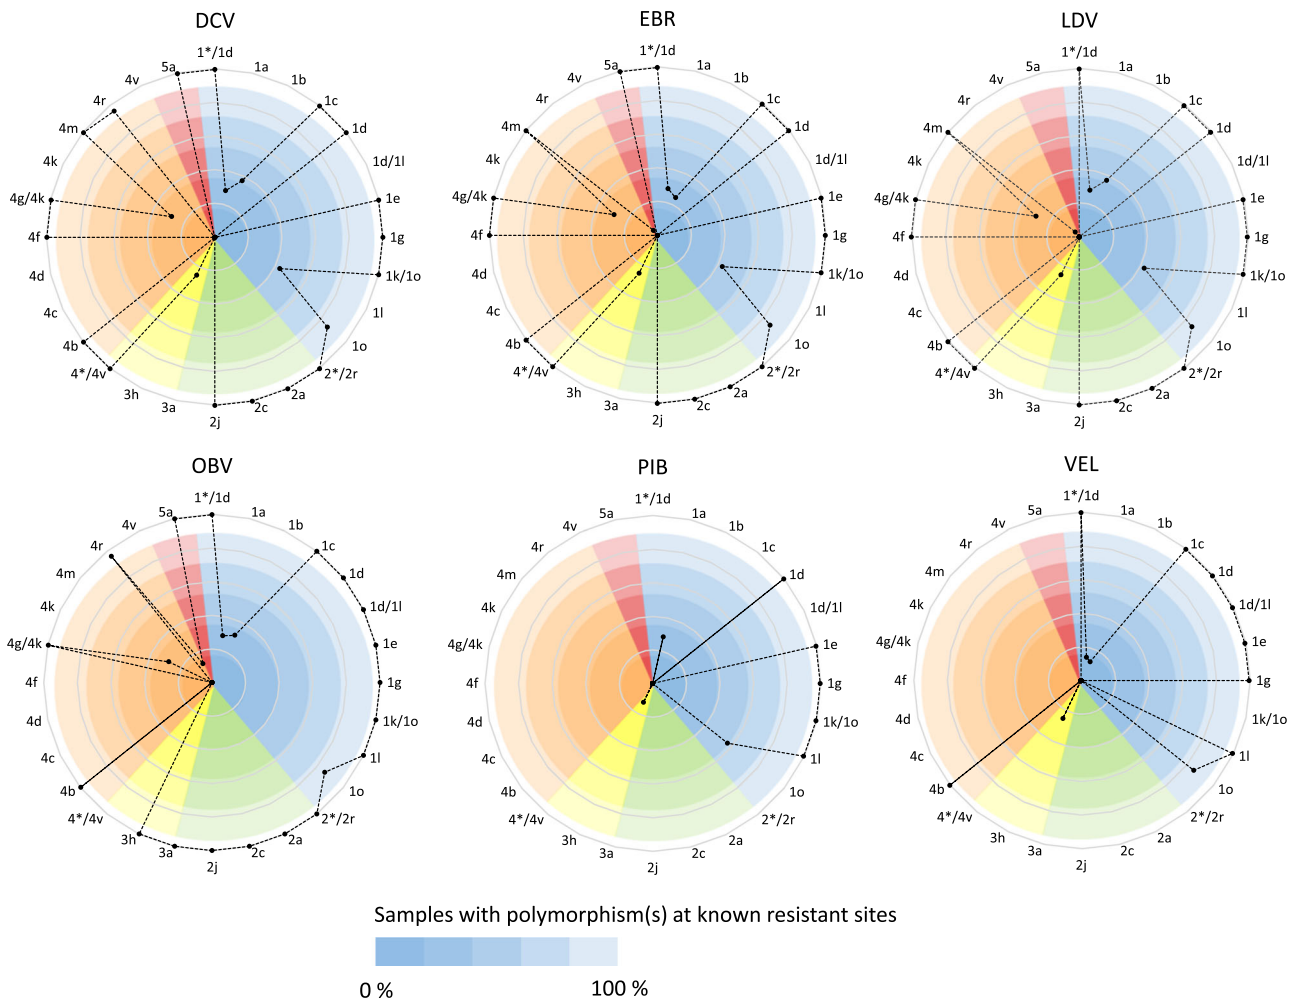 DCV
1*/1d
1a
1b
1c
1d
1d/1l
1e
1g
1k/1o
1l
1o
2*/2r
2a
2c
2j
3a
3h
4*/4v
4b
4c
4d
4f
4g/4k
4k
4m
4r
4v
5a
EBR
1*/1d
1a
1b
1c
1d
1d/1l
1e
1g
1k/1o
1l
1o
2*/2r
2a
2c
2j
3a
3h
4*/4v
4b
4c
4d
4f
4g/4k
4k
4m
4r
4v
5a
LDV
1*/1d
1a
1b
1c
1d
1d/1l
1e
1g
1k/1o
1l
1o
2*/2r
2a
2c
2j
3a
3h
4*/4v
4b
4c
4d
4f
4g/4k
4k
4m
4r
4v
5a
OBV
1*/1d
1a
1b
1c
1d
1d/1l
1e
1g
1k/1o
1l
1o
2*/2r
2a
2c
2j
3a
3h
4*/4v
4b
4c
4d
4f
4g/4k
4k
4m
4r
4v
5a
PIB
1*/1d
1a
1b
1c
1d
1d/1l
1e
1g
1k/1o
1l
1o
2*/2r
2a
2c
2j
3a
3h
4*/4v
4b
4c
4d
4f
4g/4k
4k
4m
4r
4v
5a
VEL
1*/1d
1a
1b
1c
1d
1d/1l
1e
1g
1k/1o
1l
1o
2*/2r
2a
2c
2j
3a
3h
4*/4v
4b
4c
4d
4f
4g/4k
4k
4m
4r
4v
5a
Samples with polymorphism(s) at known resistant sites
0 % 100 %